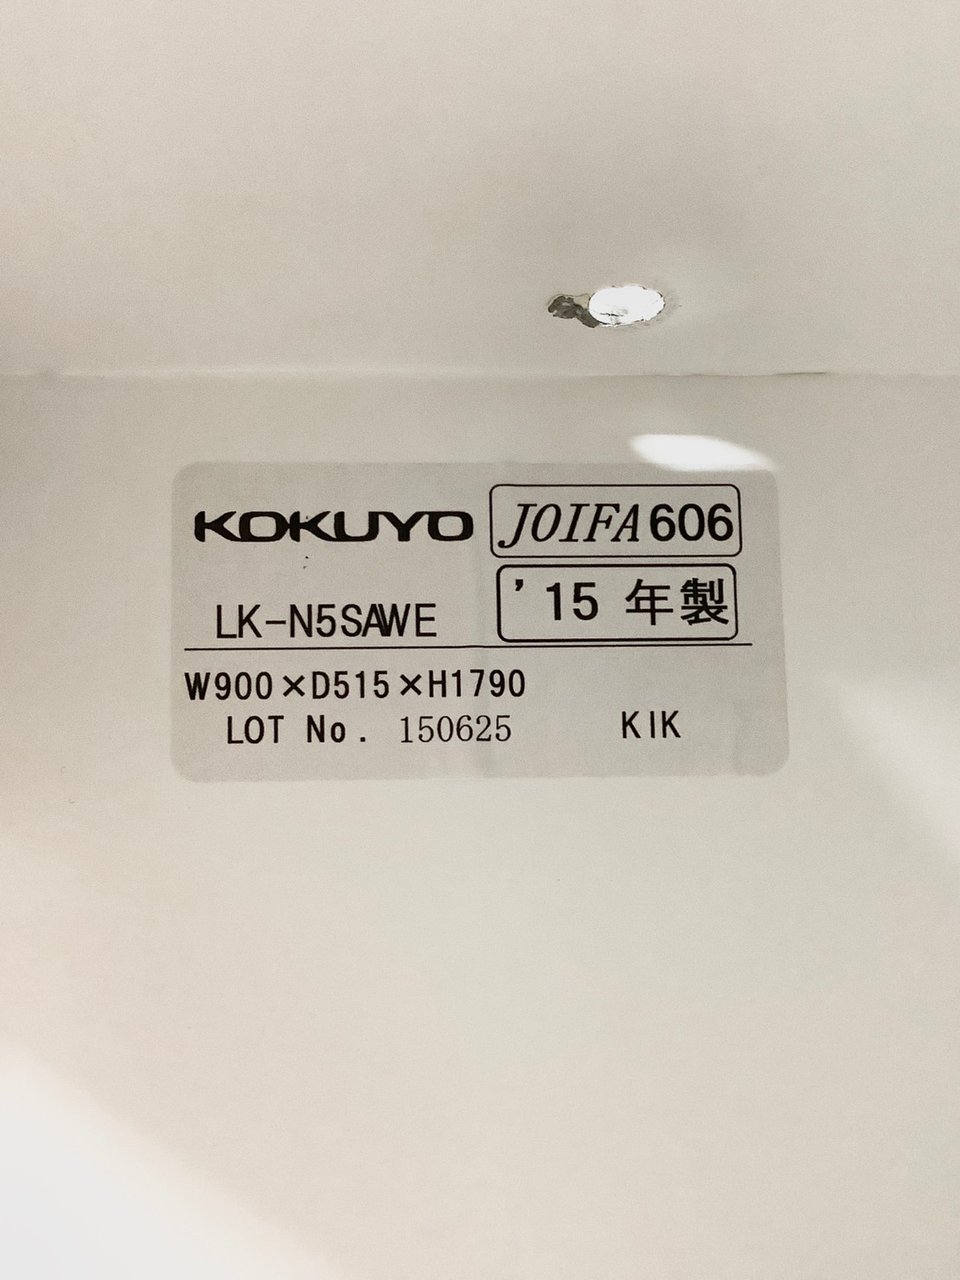 KOKUYO JOIFA606
LK-N5SAWE '15 年製
W900×D515×H1790
LOT No. 150625 KIK